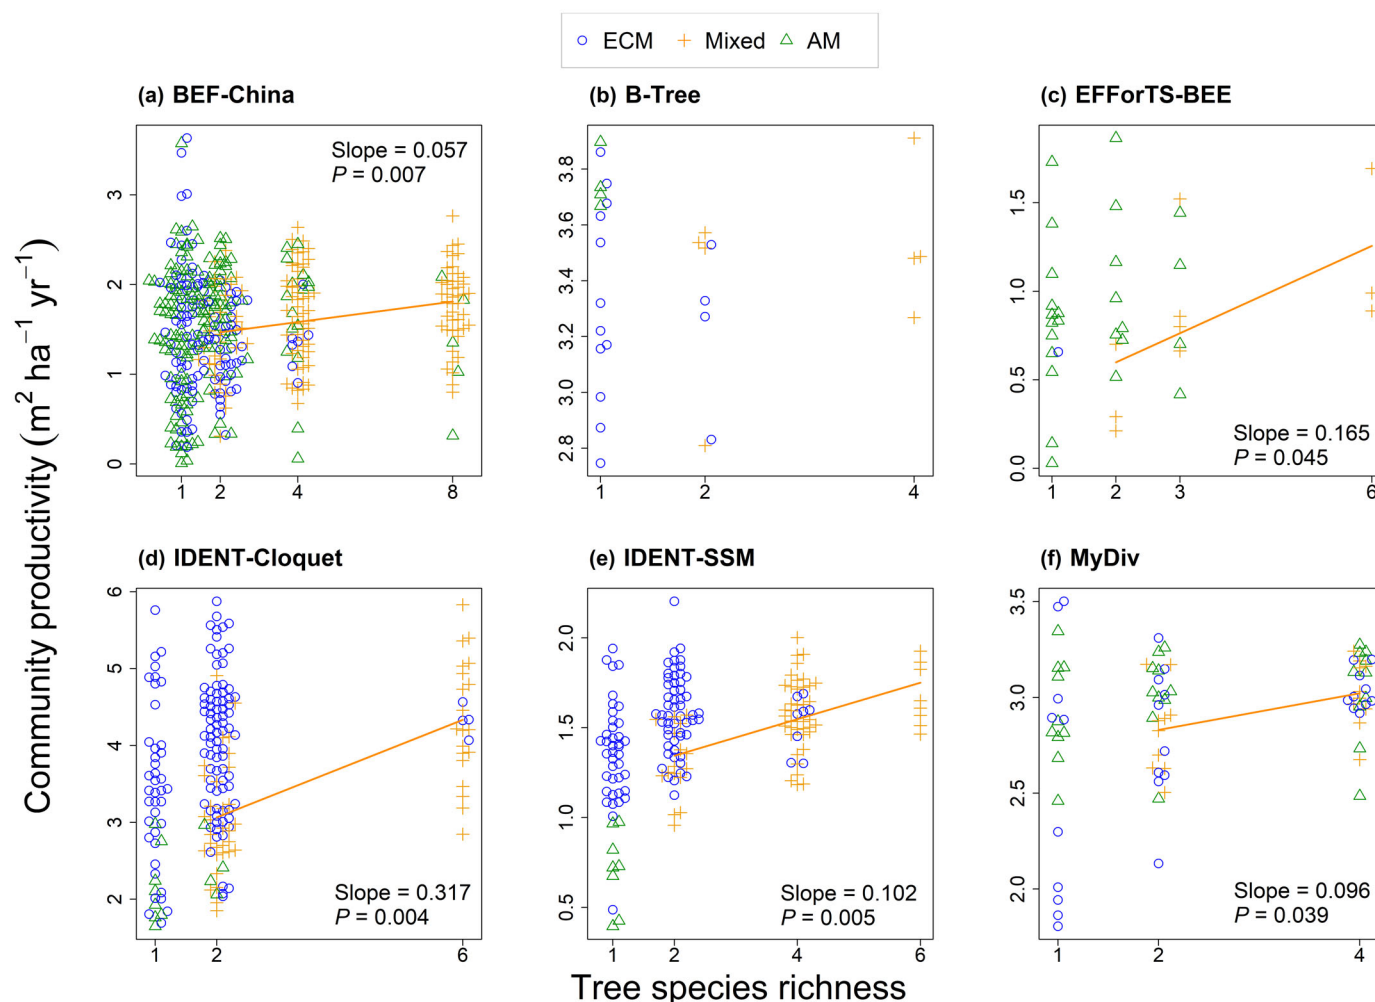 ECM Mixed AM
(a) BEF-China
(b) B-Tree
(c) EFForTS-BEE
Slope = 0.057
P = 0.007
0 1 2 3
1 2 4 8
2.8 3.0 3.2 3.4 3.6 3.8
1 2 4
Slope = 0.165
P = 0.045
0.0 0.5 1.0 1.5
1 2 3 6
Community productivity (m² ha⁻¹ yr⁻¹)
(d) IDENT-Cloquet
(e) IDENT-SSM
(f) MyDiv
Slope = 0.317
P = 0.004
2 3 4 5 6
1 2 6
Slope = 0.102
P = 0.005
0.5 1.0 1.5 2.0
1 2 4 6
Slope = 0.096
P = 0.039
2.0 2.5 3.0 3.5
1 2 4
Tree species richness